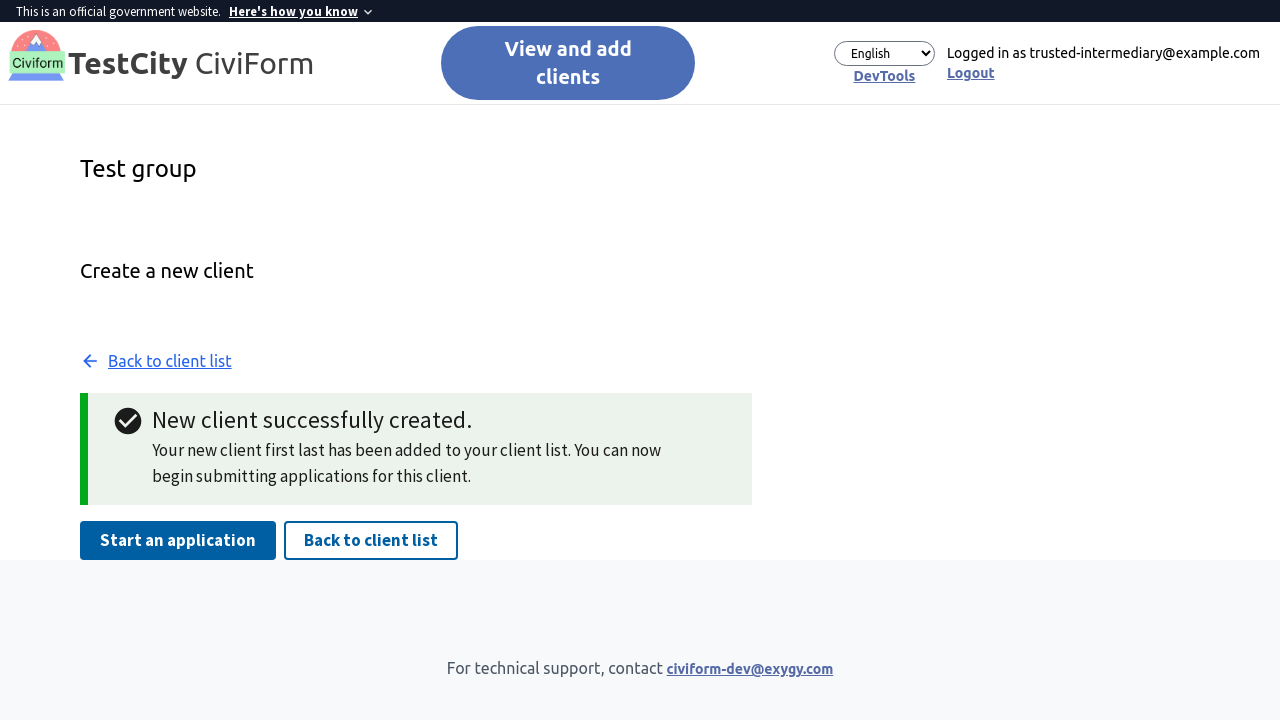 This is an official government website. Here's how you know
Civiform
TestCity CiviForm
View and add
clients
English
DevTools
Logged in as trusted-intermediary@example.com
Logout
Test group
Create a new client
Back to client list
New client successfully created.
Your new client first last has been added to your client list. You can now
begin submitting applications for this client.
Start an application
Back to client list
For technical support, contact civiform-dev@exygy.com